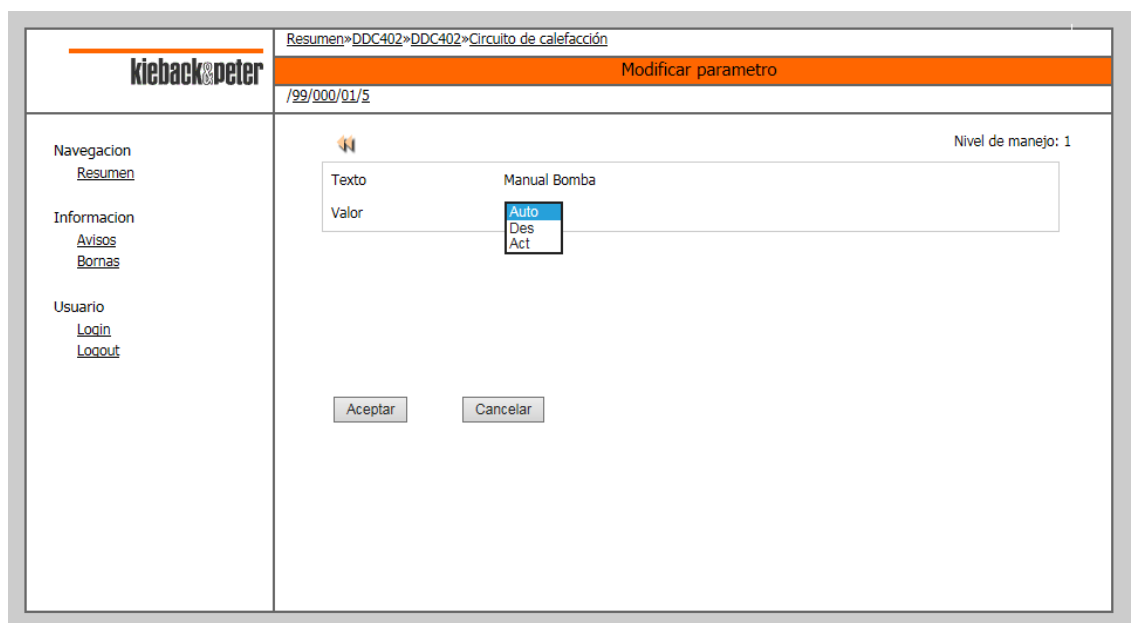 Resumen»DDC402»DDC402»Circuito de calefacción
kieback&peter
Modificar parametro
/99/000/01/5
Nivel de manejo: 1
Navegacion
Resumen
Texto Manual Bomba
Valor Auto
Des
Act
Informacion
Avisos
Bornas
Usuario
Login
Logout
Aceptar Cancelar